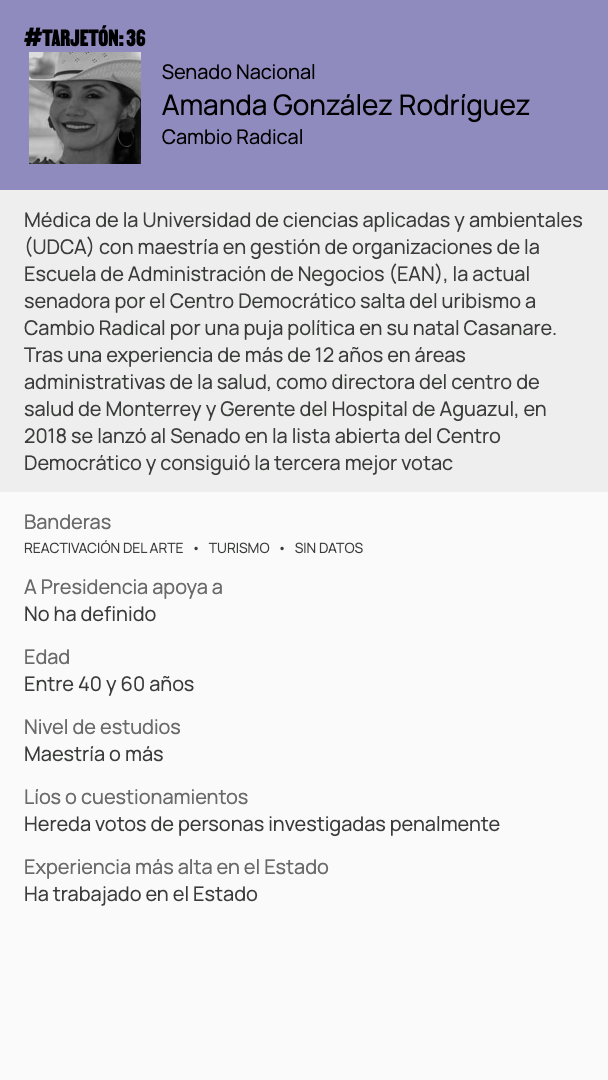 #TARJETÓN: 36
Senado Nacional
Amanda González Rodríguez
Cambio Radical
Médica de la Universidad de ciencias aplicadas y ambientales
(UDCA) con maestría en gestión de organizaciones de la
Escuela de Administración de Negocios (EAN), la actual
senadora por el Centro Democrático salta del uribismo a
Cambio Radical por una puja política en su natal Casanare.
Tras una experiencia de más de 12 años en áreas
administrativas de la salud, como directora del centro de
salud de Monterrey y Gerente del Hospital de Aguazul, en
2018 se lanzó al Senado en la lista abierta del Centro
Democrático y consiguió la tercera mejor votac
Banderas
REACTIVACIÓN DEL ARTE • TURISMO • SIN DATOS
A Presidencia apoya a
No ha definido
Edad
Entre 40 y 60 años
Nivel de estudios
Maestría o más
Líos o cuestionamientos
Hereda votos de personas investigadas penalmente
Experiencia más alta en el Estado
Ha trabajado en el Estado